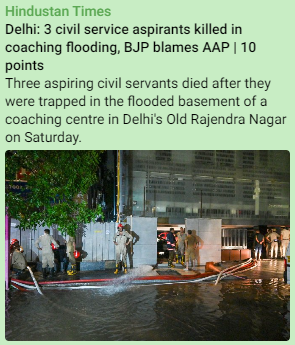 Hindustan Times
Delhi: 3 civil service aspirants killed in
coaching flooding, BJP blames AAP | 10
points
Three aspiring civil servants died after they
were trapped in the flooded basement of a
coaching centre in Delhi's Old Rajendra Nagar
on Saturday.